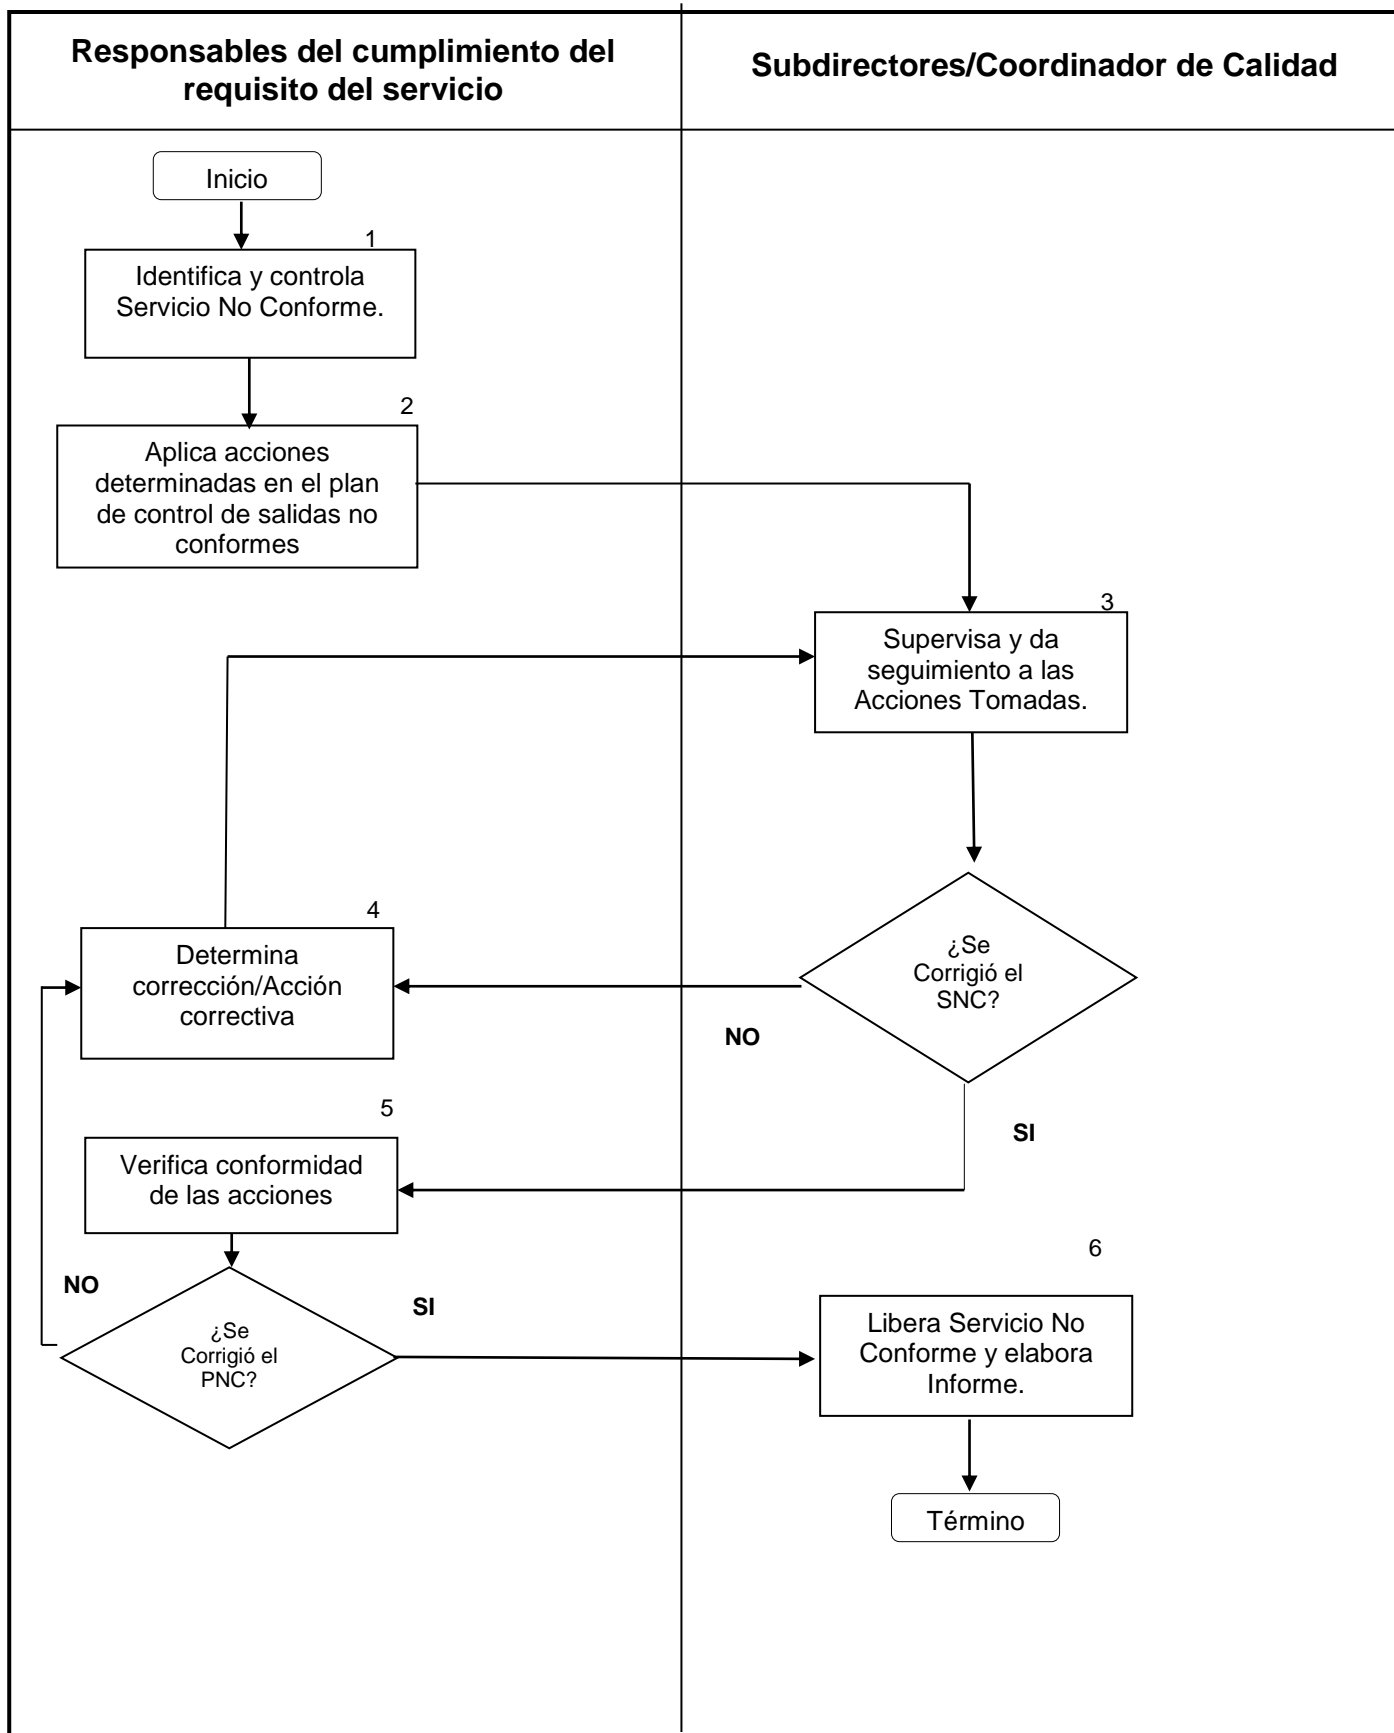 Responsables del cumplimiento del
requisito del servicio
Subdirectores/Coordinador de Calidad
Inicio
1
Identifica y controla
Servicio No Conforme.
2
Aplica acciones
determinadas en el plan
de control de salidas no
conformes
3
Supervisa y da
seguimiento a las
Acciones Tomadas.
4
Determina
corrección/Acción
correctiva
¿Se
Corrigió el
SNC?
NO
SI
5
Verifica conformidad
de las acciones
NO
¿Se
Corrigió el
PNC?
SI
6
Libera Servicio No
Conforme y elabora
Informe.
Término